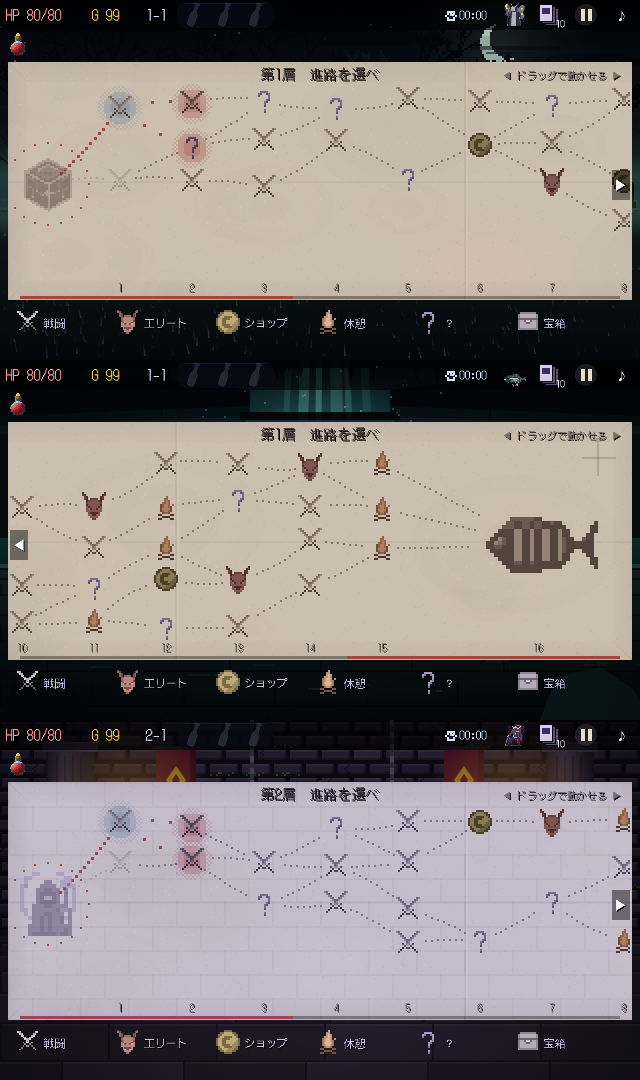 HP 80/80 G 99 1-1 00:00 10
第1層 進路を選べ ドラッグで動かせる
? ? ?
?
? ?
1 2 3 4 5 6 7 8
戦闘 エリート ショップ 休憩 ? ? 宝箱
HP 80/80 G 99 1-1 00:00 10
第1層 進路を選べ ドラッグで動かせる
?
?
?
10 11 12 13 14 15 16
戦闘 エリート ショップ 休憩 ? ? 宝箱
HP 80/80 G 99 2-1 00:00 10
第2層 進路を選べ ドラッグで動かせる
?
? ?
?
1 2 3 4 5 6 7 8
戦闘 エリート ショップ 休憩 ? ? 宝箱